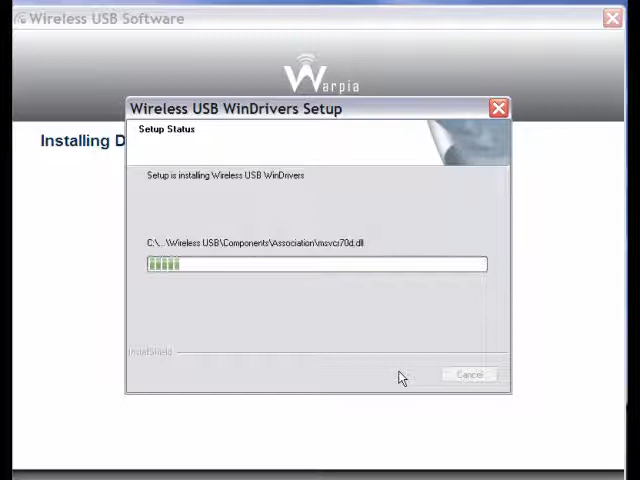 Wireless USB Software
Warpia
Installing D
Wireless USB WinDrivers Setup
Setup Status
Setup is installing Wireless USB WinDrivers
C:\...\Wireless USB\Components\Association\msvcr70d.dll
InstallShield
Cancel